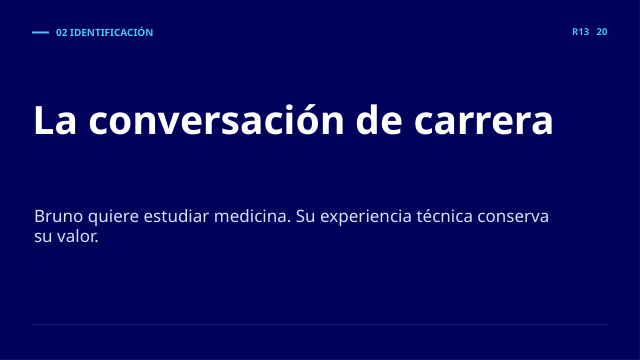 02 IDENTIFICACIÓN
R13 20
La conversación de carrera
Bruno quiere estudiar medicina. Su experiencia técnica conserva
su valor.